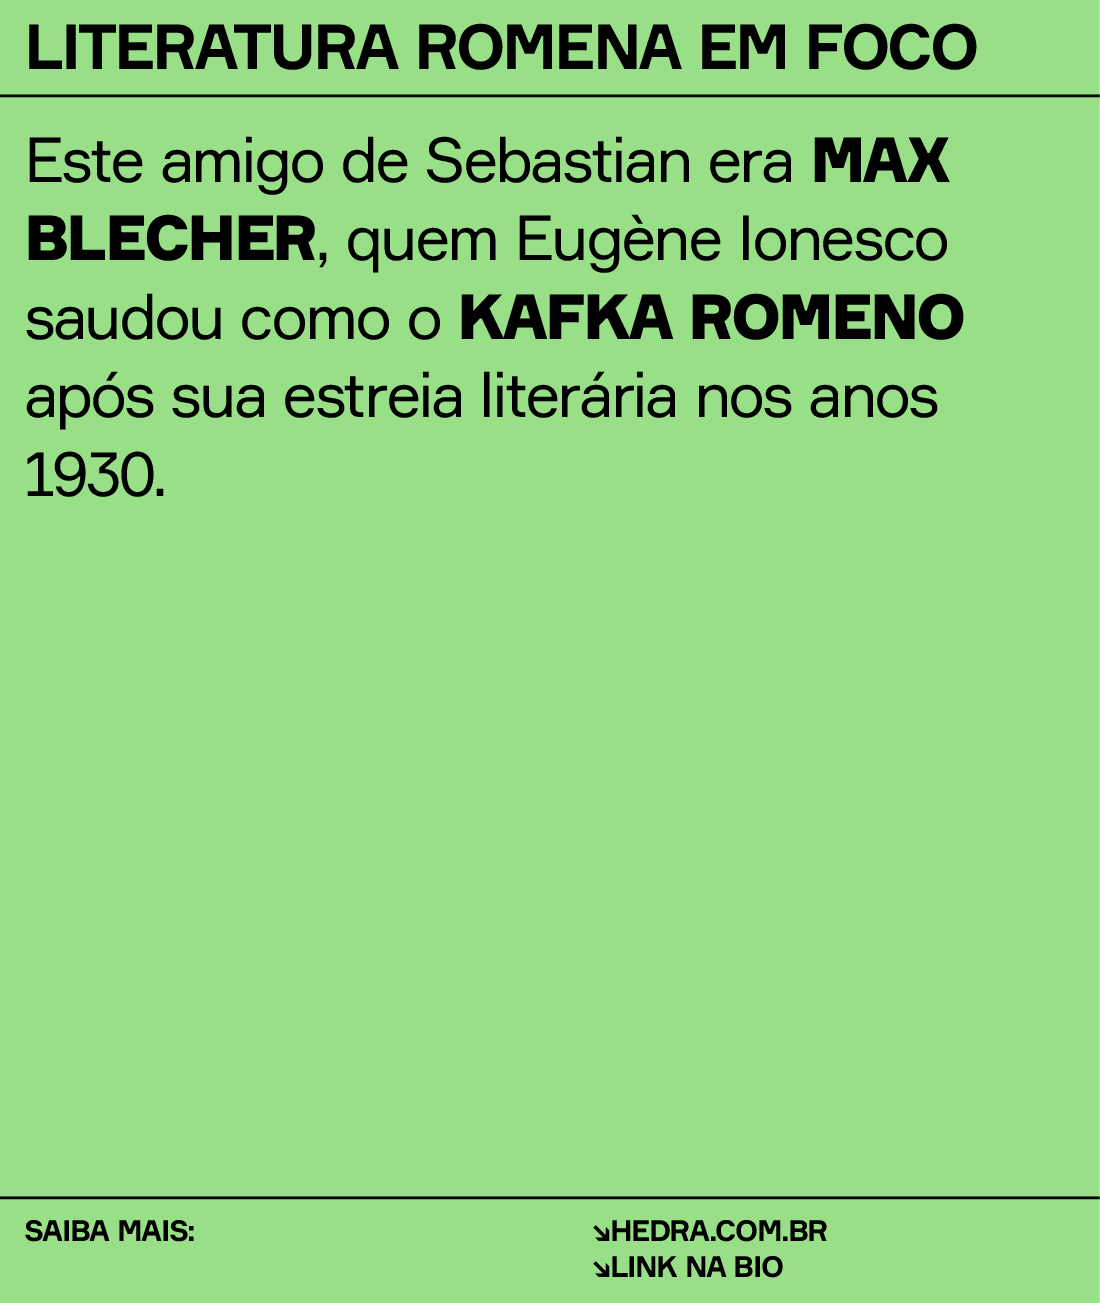 LITERATURA ROMENA EM FOCO
Este amigo de Sebastian era MAX
BLECHER, quem Eugène Ionesco
saudou como o KAFKA ROMENO
após sua estreia literária nos anos
1930.
SAIBA MAIS:
↘HEDRA.COM.BR
↘LINK NA BIO